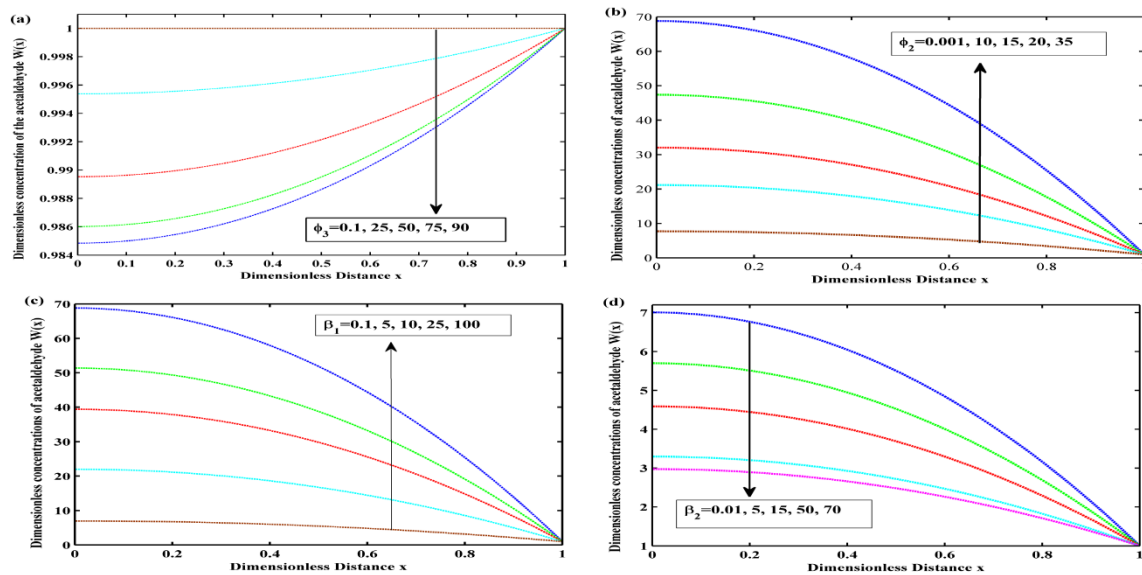 (a)
Dimensionless concentration of the acetaldehyde W(x)
1
0.998
0.996
0.994
0.992
0.99
0.988
0.986
0.984
ϕ3=0.1, 25, 50, 75, 90
0 0.1 0.2 0.3 0.4 0.5 0.6 0.7 0.8 0.9 1
Dimensionless Distance x
(b)
Dimensionless concentrations of acetaldehyde W(x)
70
60
50
40
30
20
10
0
ϕ2=0.001, 10, 15, 20, 35
0 0.2 0.4 0.6 0.8
Dimensionless Distance x
(c)
Dimensionless concentrations of acetaldehyde W(x)
70
60
50
40
30
20
10
0
β1=0.1, 5, 10, 25, 100
0 0.2 0.4 0.6 0.8 1
Dimensionless Distance x
(d)
Dimensionless concentrations of acetaldehyde W(x)
7
6
5
4
3
2
1
β2=0.01, 5, 15, 50, 70
0 0.2 0.4 0.6 0.8 1
Dimensionless Distance x